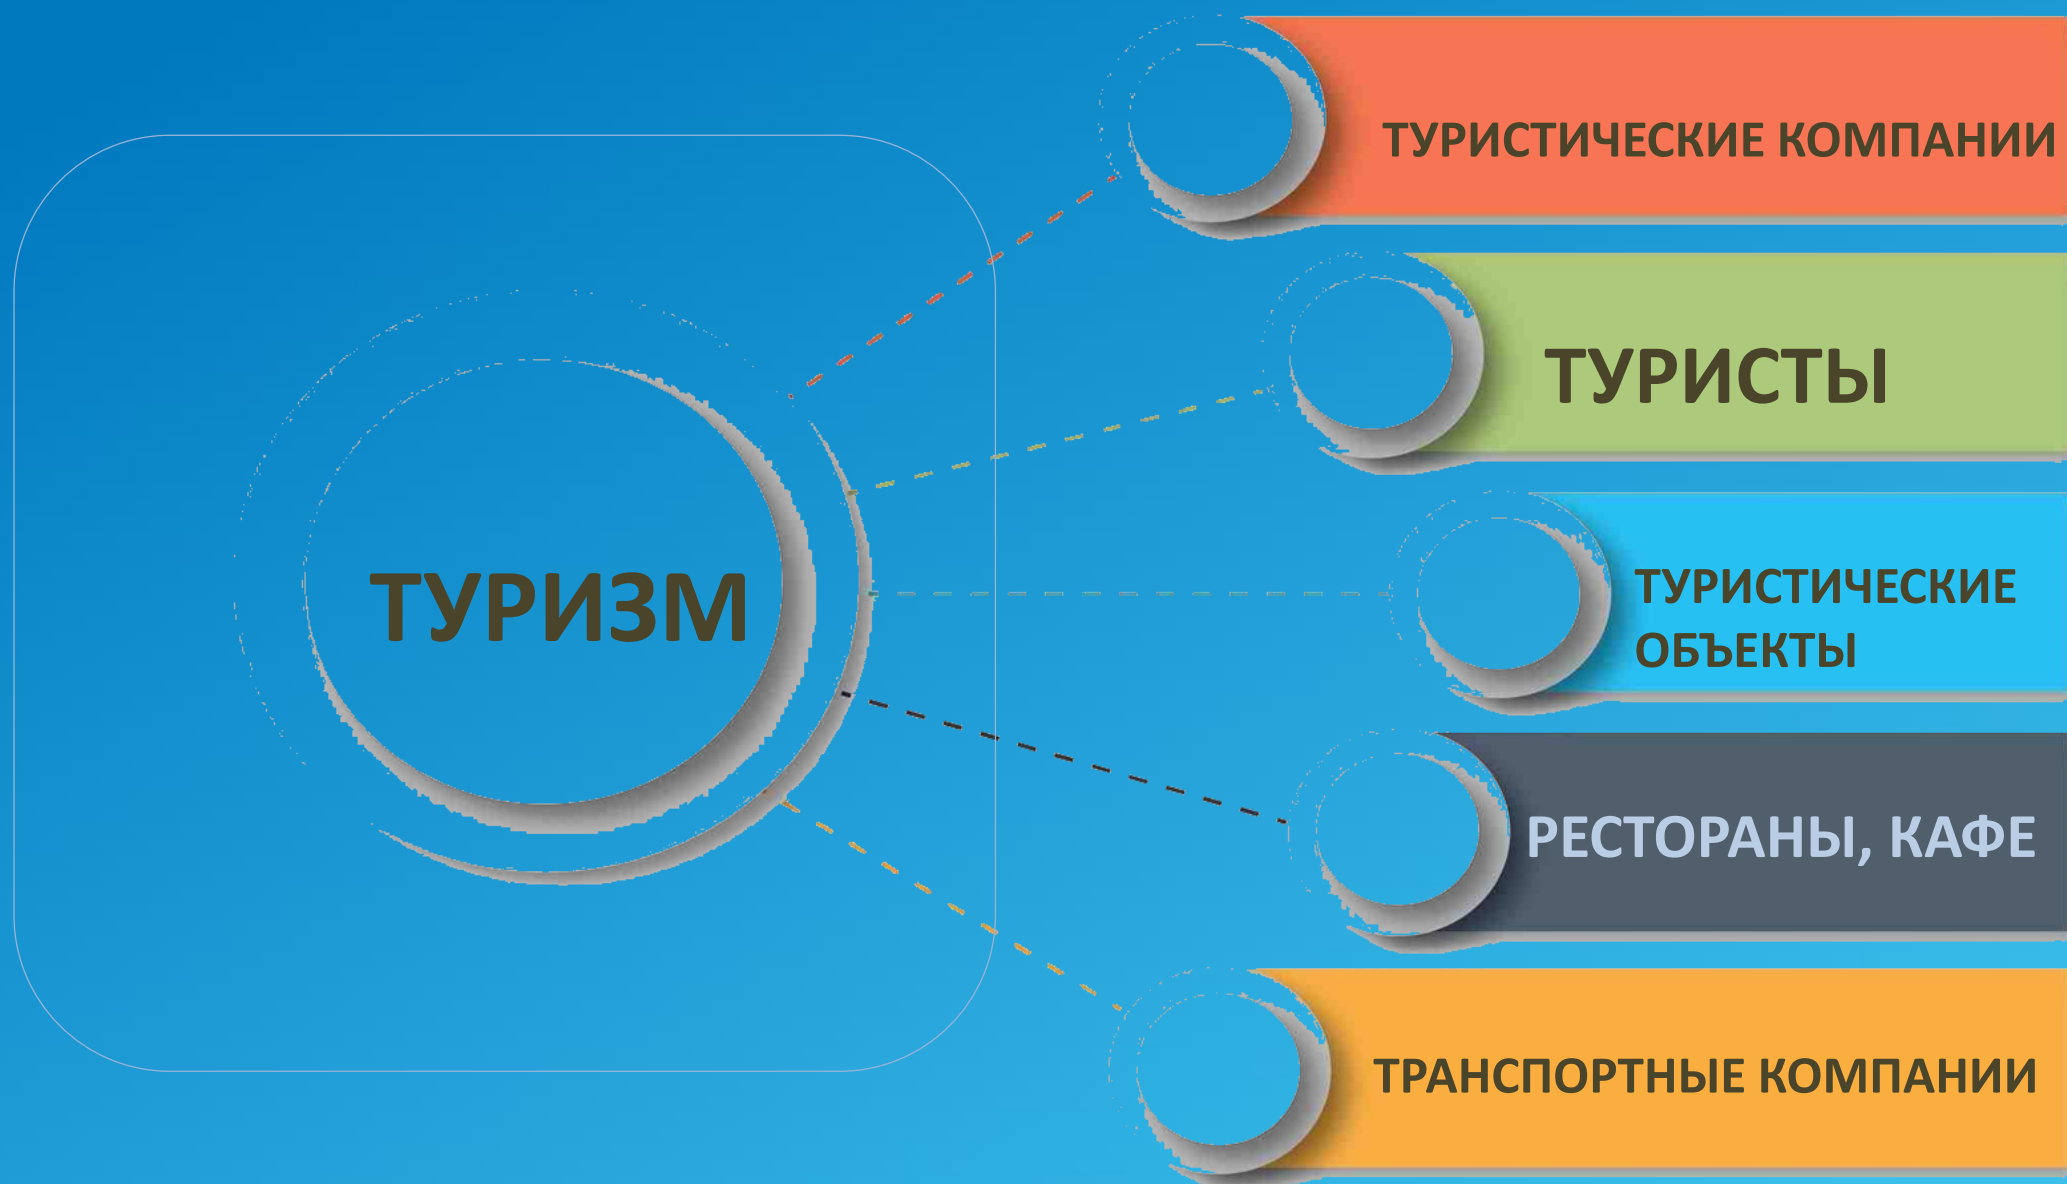 ТУРИЗМ
ТУРИСТИЧЕСКИЕ КОМПАНИИ
ТУРИСТЫ
ТУРИСТИЧЕСКИЕ
ОБЪЕКТЫ
РЕСТОРАНЫ, КАФЕ
ТРАНСПОРТНЫЕ КОМПАНИИ